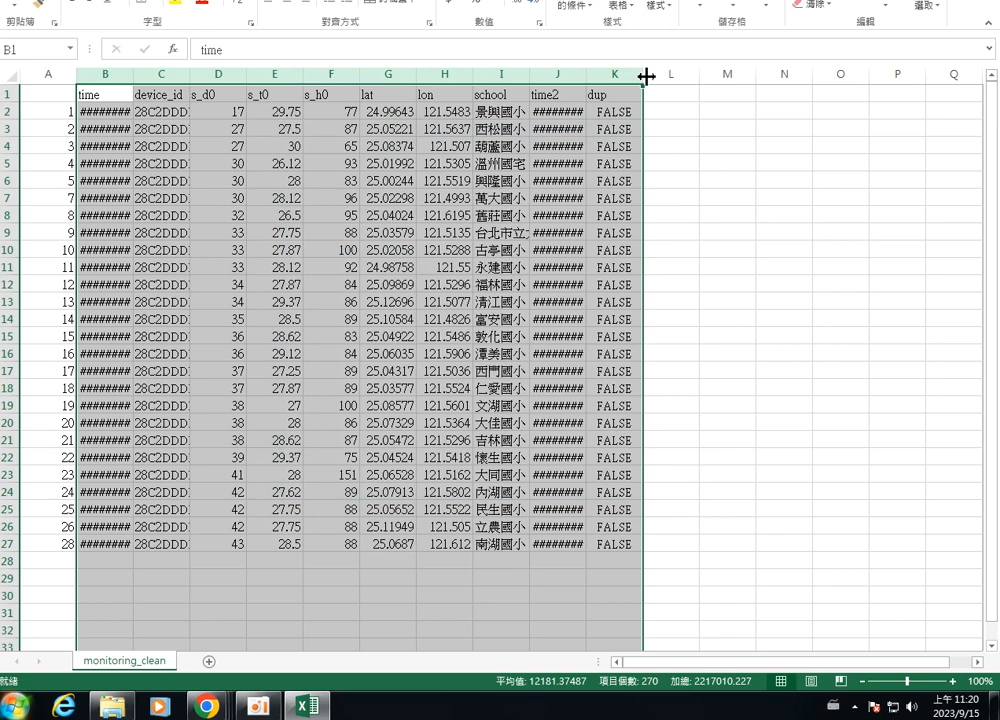 的條件 表格 樣式 清除 選取
剪貼簿 字型 對齊方式 數值 樣式 儲存格 編輯
B1 fx time
A B C D E F G H I J K L M N O P Q
1 time device_id s_d0 s_t0 s_h0 lat lon school time2 dup
2 1 ######## 28C2DDD 17 29.75 77 24.99643 121.5483 景興國小 ######## FALSE
3 2 ######## 28C2DDD 27 27.5 87 25.05221 121.5637 西松國小 ######## FALSE
4 3 ######## 28C2DDD 27 30 65 25.08374 121.507 葫蘆國小 ######## FALSE
5 4 ######## 28C2DDD 30 26.12 93 25.01992 121.5305 溫州國宅 ######## FALSE
6 5 ######## 28C2DDD 30 28 83 25.00244 121.5519 興隆國小 ######## FALSE
7 7 ######## 28C2DDD 30 28.12 96 25.02298 121.4993 萬大國小 ######## FALSE
8 8 ######## 28C2DDD 32 26.5 95 25.04024 121.6195 舊莊國小 ######## FALSE
9 9 ######## 28C2DDD 33 27.75 88 25.03579 121.5135 台北市立 ######## FALSE
10 10 ######## 28C2DDD 33 27.87 100 25.02058 121.5288 古亭國小 ######## FALSE
11 11 ######## 28C2DDD 33 28.12 92 24.98758 121.55 永建國小 ######## FALSE
12 12 ######## 28C2DDD 34 27.87 84 25.09869 121.5296 福林國小 ######## FALSE
13 13 ######## 28C2DDD 34 29.37 86 25.12696 121.5077 清江國小 ######## FALSE
14 14 ######## 28C2DDD 35 28.5 89 25.10584 121.4826 富安國小 ######## FALSE
15 15 ######## 28C2DDD 36 28.62 83 25.04922 121.5486 敦化國小 ######## FALSE
16 16 ######## 28C2DDD 36 29.12 84 25.06035 121.5906 潭美國小 ######## FALSE
17 17 ######## 28C2DDD 37 27.25 89 25.04317 121.5036 西門國小 ######## FALSE
18 18 ######## 28C2DDD 37 27.87 89 25.03577 121.5524 仁愛國小 ######## FALSE
19 19 ######## 28C2DDD 38 27 100 25.08577 121.5601 文湖國小 ######## FALSE
20 20 ######## 28C2DDD 38 28 86 25.07329 121.5364 大佳國小 ######## FALSE
21 21 ######## 28C2DDD 38 28.62 87 25.05472 121.5296 吉林國小 ######## FALSE
22 22 ######## 28C2DDD 39 29.37 75 25.04524 121.5418 懷生國小 ######## FALSE
23 23 ######## 28C2DDD 41 28 151 25.06528 121.5162 大同國小 ######## FALSE
24 24 ######## 28C2DDD 42 27.62 89 25.07913 121.5802 內湖國小 ######## FALSE
25 25 ######## 28C2DDD 42 27.75 88 25.05652 121.5522 民生國小 ######## FALSE
26 26 ######## 28C2DDD 42 27.75 88 25.11949 121.505 立農國小 ######## FALSE
27 28 ######## 28C2DDD 43 28.5 88 25.0687 121.612 南湖國小 ######## FALSE
28
29
30
31
32
33
monitoring_clean
就緒 平均值: 12181.37487 項目個數: 270 加總: 2217010.227 100%
上午 11:20
2023/9/15